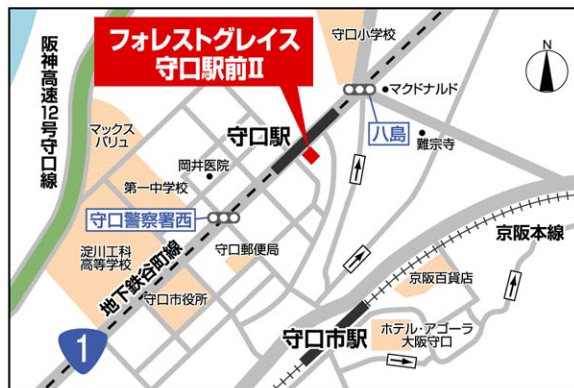 フォレストグレイス
守口駅前Ⅱ
守口小学校
N
マクドナルド
八島
難宗寺
阪神高速12号守口線
マックス
バリュ
守口駅
岡井医院
第一中学校
守口警察署西
淀川工科
高等学校
地下鉄谷町線
守口郵便局
守口市役所
京阪本線
京阪百貨店
守口市駅
ホテル・アゴーラ
大阪守口
1